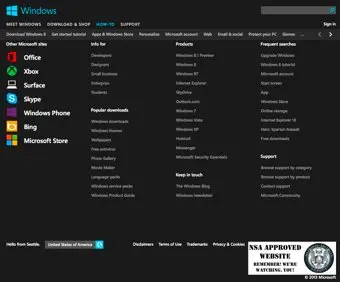 Windows
MEET WINDOWS DOWNLOAD & SHOP HOW-TO SUPPORT Sign in
Download Windows 8 Get started tutorial Apps & Windows Store Personalize Microsoft account Web Email & social Protect your PC Games
Other Microsoft sites
Office
Xbox
Surface
Skype
Windows Phone
Bing
Microsoft Store
Info for
Developers
Designers
Small business
Enterprise
Students
Popular downloads
Windows downloads
Windows themes
Wallpapers
Free antivirus
Photo Gallery
Movie Maker
Language packs
Windows service packs
Windows Product Guide
Products
Windows 8.1 Preview
Windows 8
Windows RT
Internet Explorer
SkyDrive
Outlook.com
Windows 7
Windows Vista
Windows XP
Hotmail
Messenger
Microsoft Security Essentials
Keep in touch
The Windows Blog
Windows newsletter
Frequent searches
Upgrade Windows
Windows 8 tutorial
Microsoft account
Start screen
App
Windows Store
Online storage
Internet Explorer 10
Halo: Spartan Assault
Free downloads
Support
Browse support by category
Browse support by product
Contact support
Microsoft Community
Hello from Seattle.
United States of America
Disclaimers Terms of Use Trademarks Privacy & Cookies
NSA APPROVED
WEBSITE
REMEMBER! WE'RE
WATCHING, YOU!
© 2013 Microsoft